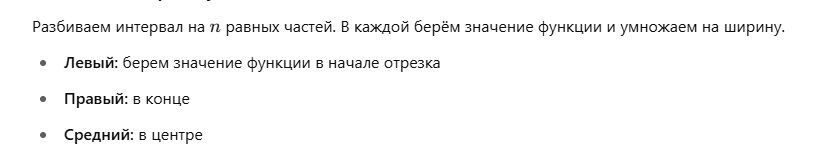 Разбиваем интервал на n равных частей. В каждой берём значение функции и умножаем на ширину.
• Левый: берем значение функции в начале отрезка
• Правый: в конце
• Средний: в центре